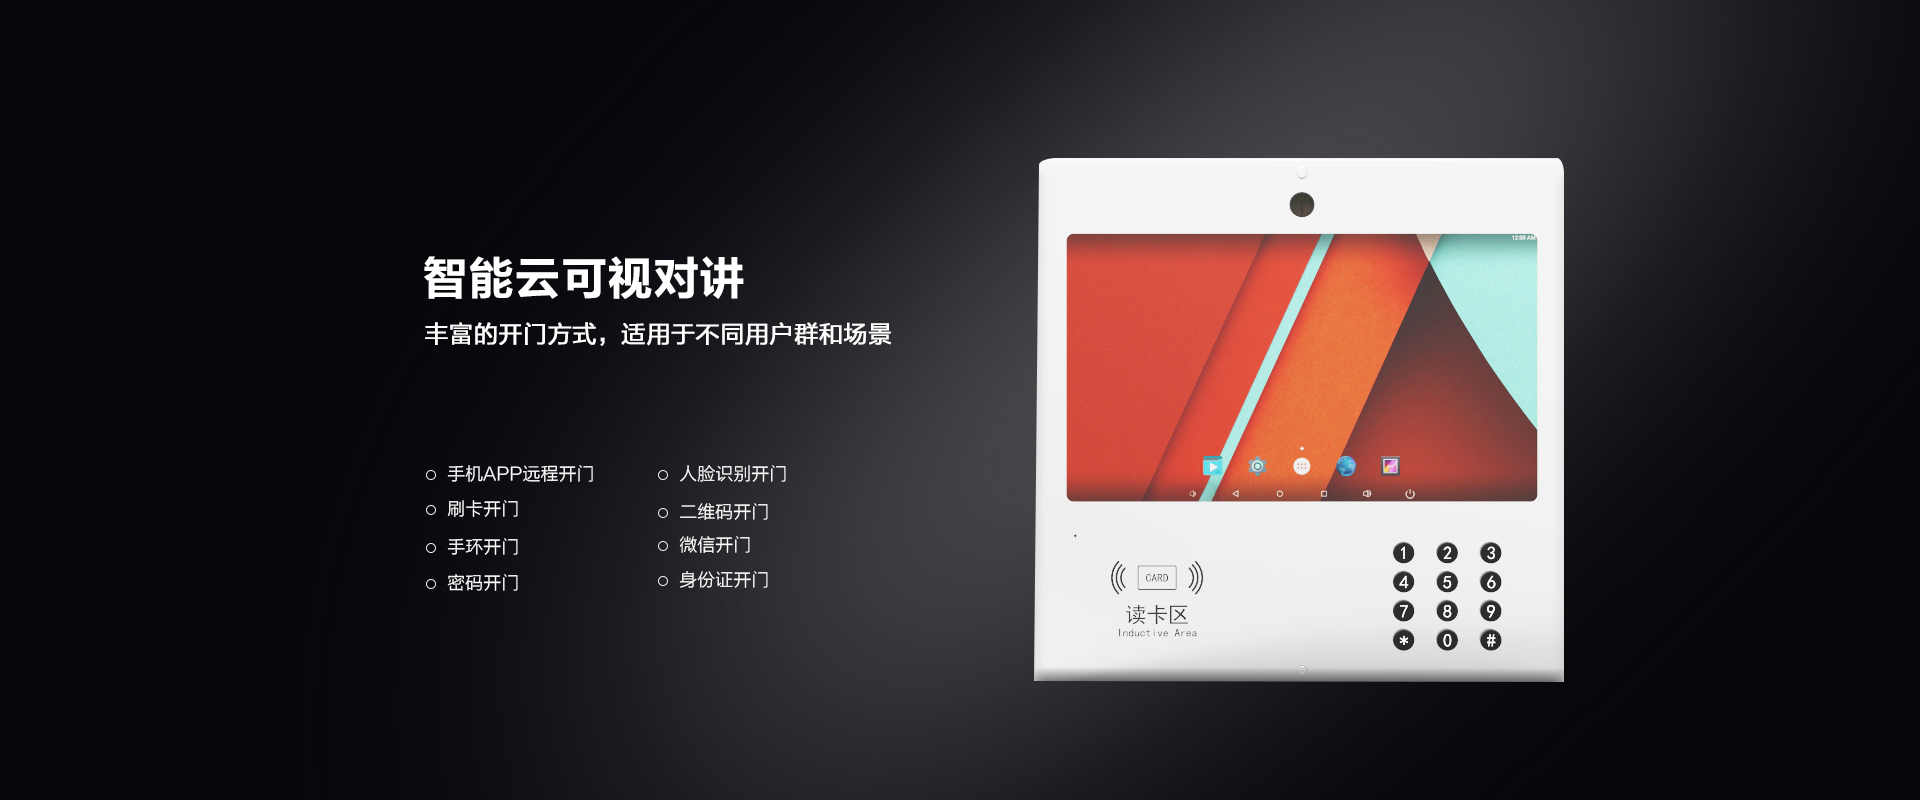 智能云可视对讲
丰富的开门方式，适用于不同用户群和场景
手机APP远程开门
人脸识别开门
刷卡开门
二维码开门
手环开门
微信开门
密码开门
身份证开门
12:00 AM
CARD
读卡区
Inductive Area
1 2 3
4 5 6
7 8 9
* 0 #